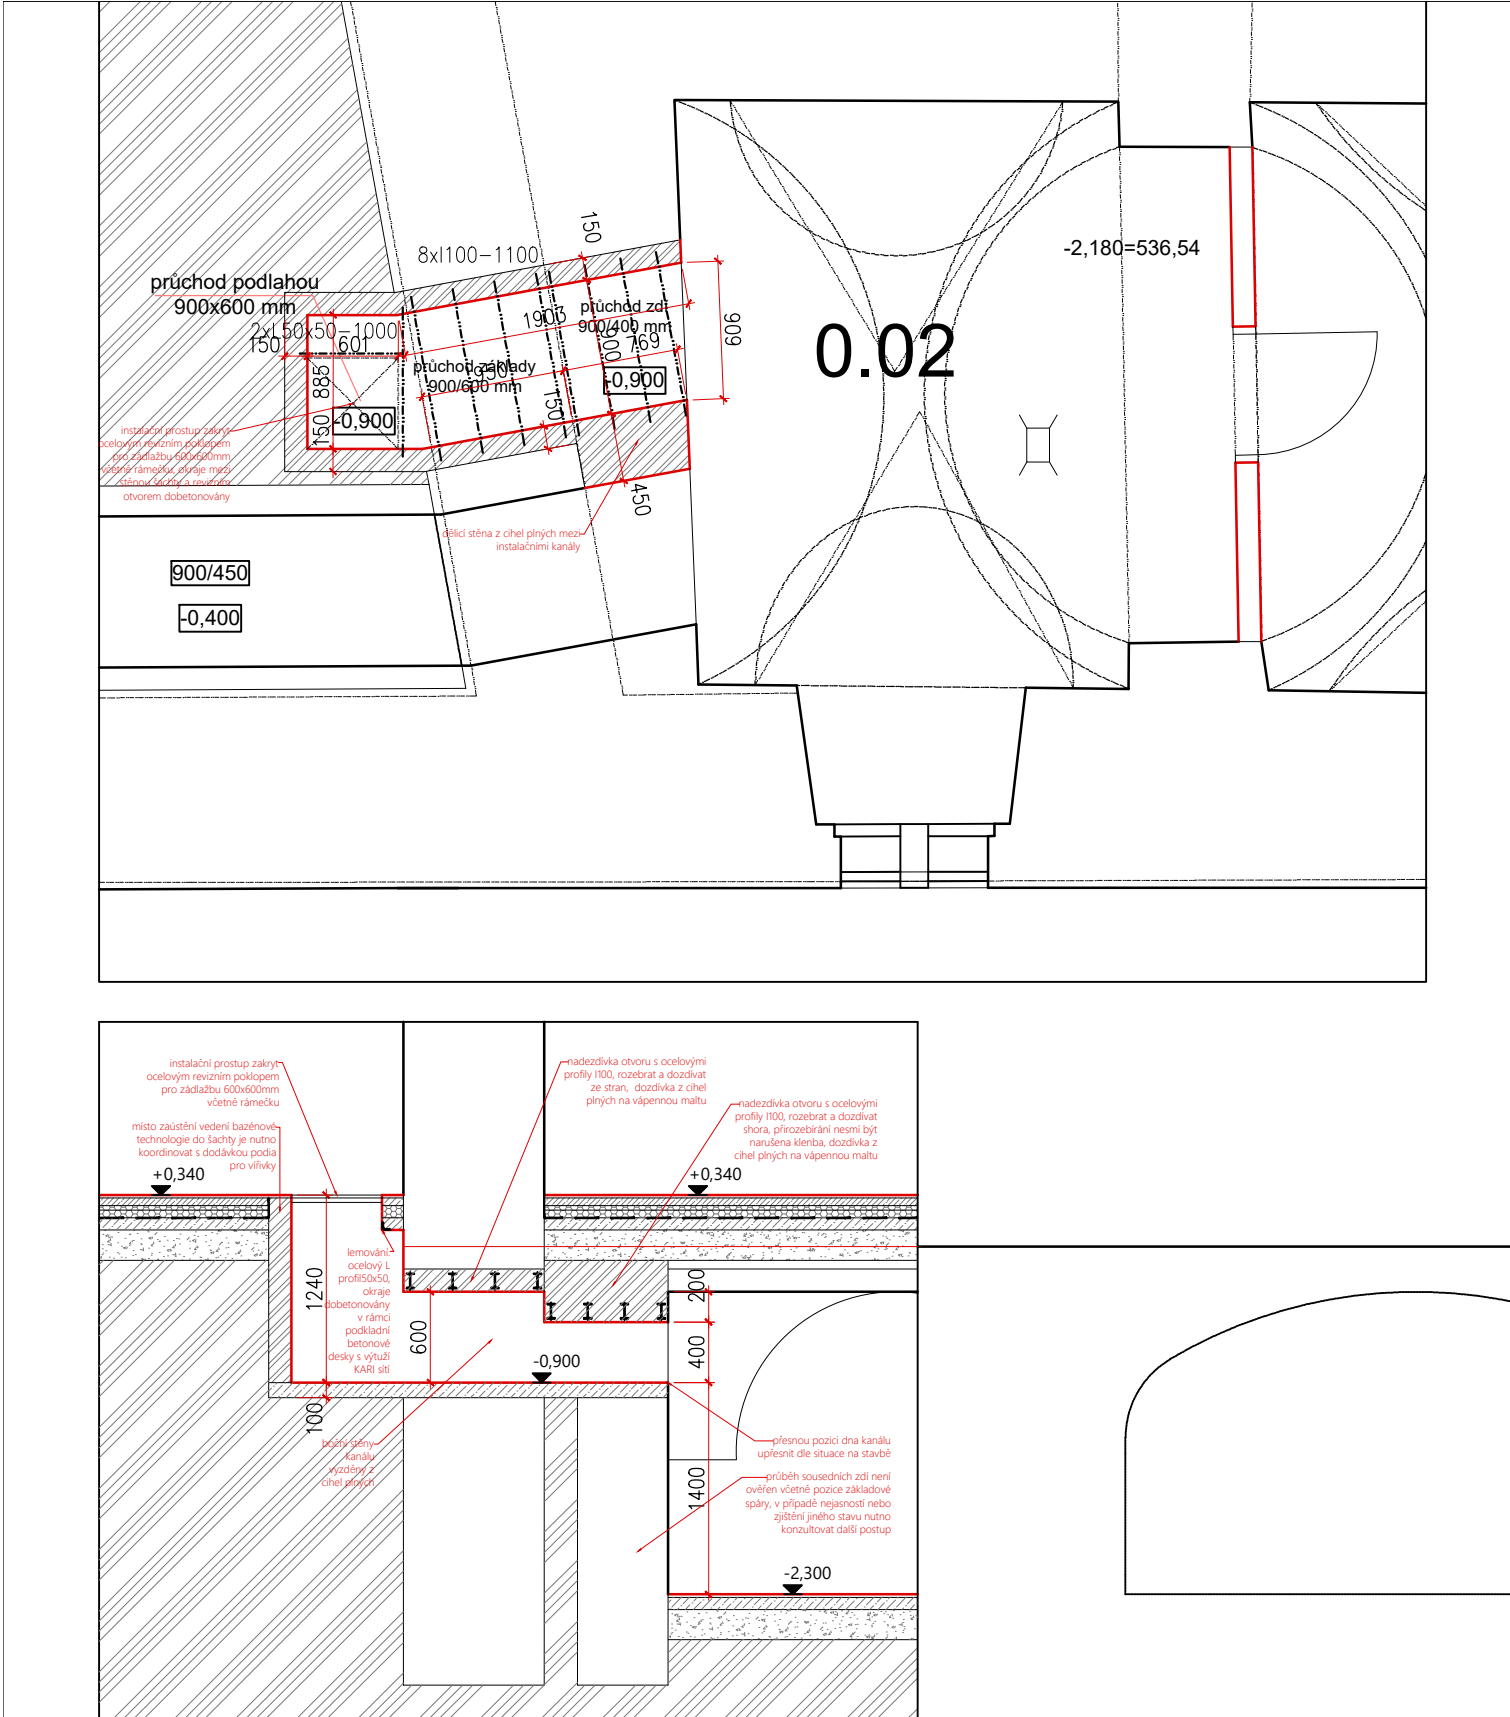 150
8xI100-1100
průchod podlahou
900x600 mm
-2,180=536,54
0.02
průchod zdí
900/400 mm
1903
900
769
909
2xL50x50-1000
150
601
průchod základy
900/600 mm
950
-0,900
885
150
-0,900
150
instalační prostup zakrýt
ocelovým revizním poklopem
pro zádlažbu 600x600mm
včetně rámečku, okraje mezi
stěnou šachty a revizním
otvorem dobetonovány
450
dělicí stěna z cihel plných mezi
instalačními kanály
900/450
-0,400
instalační prostup zakrýt
ocelovým revizním poklopem
pro zádlažbu 600x600mm
včetně rámečku
místo zaústění vedení bazénové
technologie do šachty je nutno
koordinovat s dodávkou podia
pro vířivky
nadezdívka otvoru s ocelovými
profily I100, rozebrat a dozdívat
ze stran, dozdívka z cihel
plných na vápennou maltu
nadezdívka otvoru s ocelovými
profily I100, rozebrat a dozdívat
shora, přirozebírání nesmí být
narušena klenba, dozdívka z
cihel plných na vápennou maltu
+0,340
+0,340
lemování:
ocelový L
profil50x50,
okraje
dobetonovány
v rámci
podkladní
betonové
desky s výtuží
KARI sítí
1240
600
200
400
-0,900
100
1400
boční stěny
kanálu
vyzděny z
cihel plných
přesnou pozici dna kanálu
upřesnit dle situace na stavbě
průběh sousedních zdí není
ověřen včetně pozice základové
spáry, v případě nejasností nebo
zjištění jiného stavu nutno
konzultovat další postup
-2,300